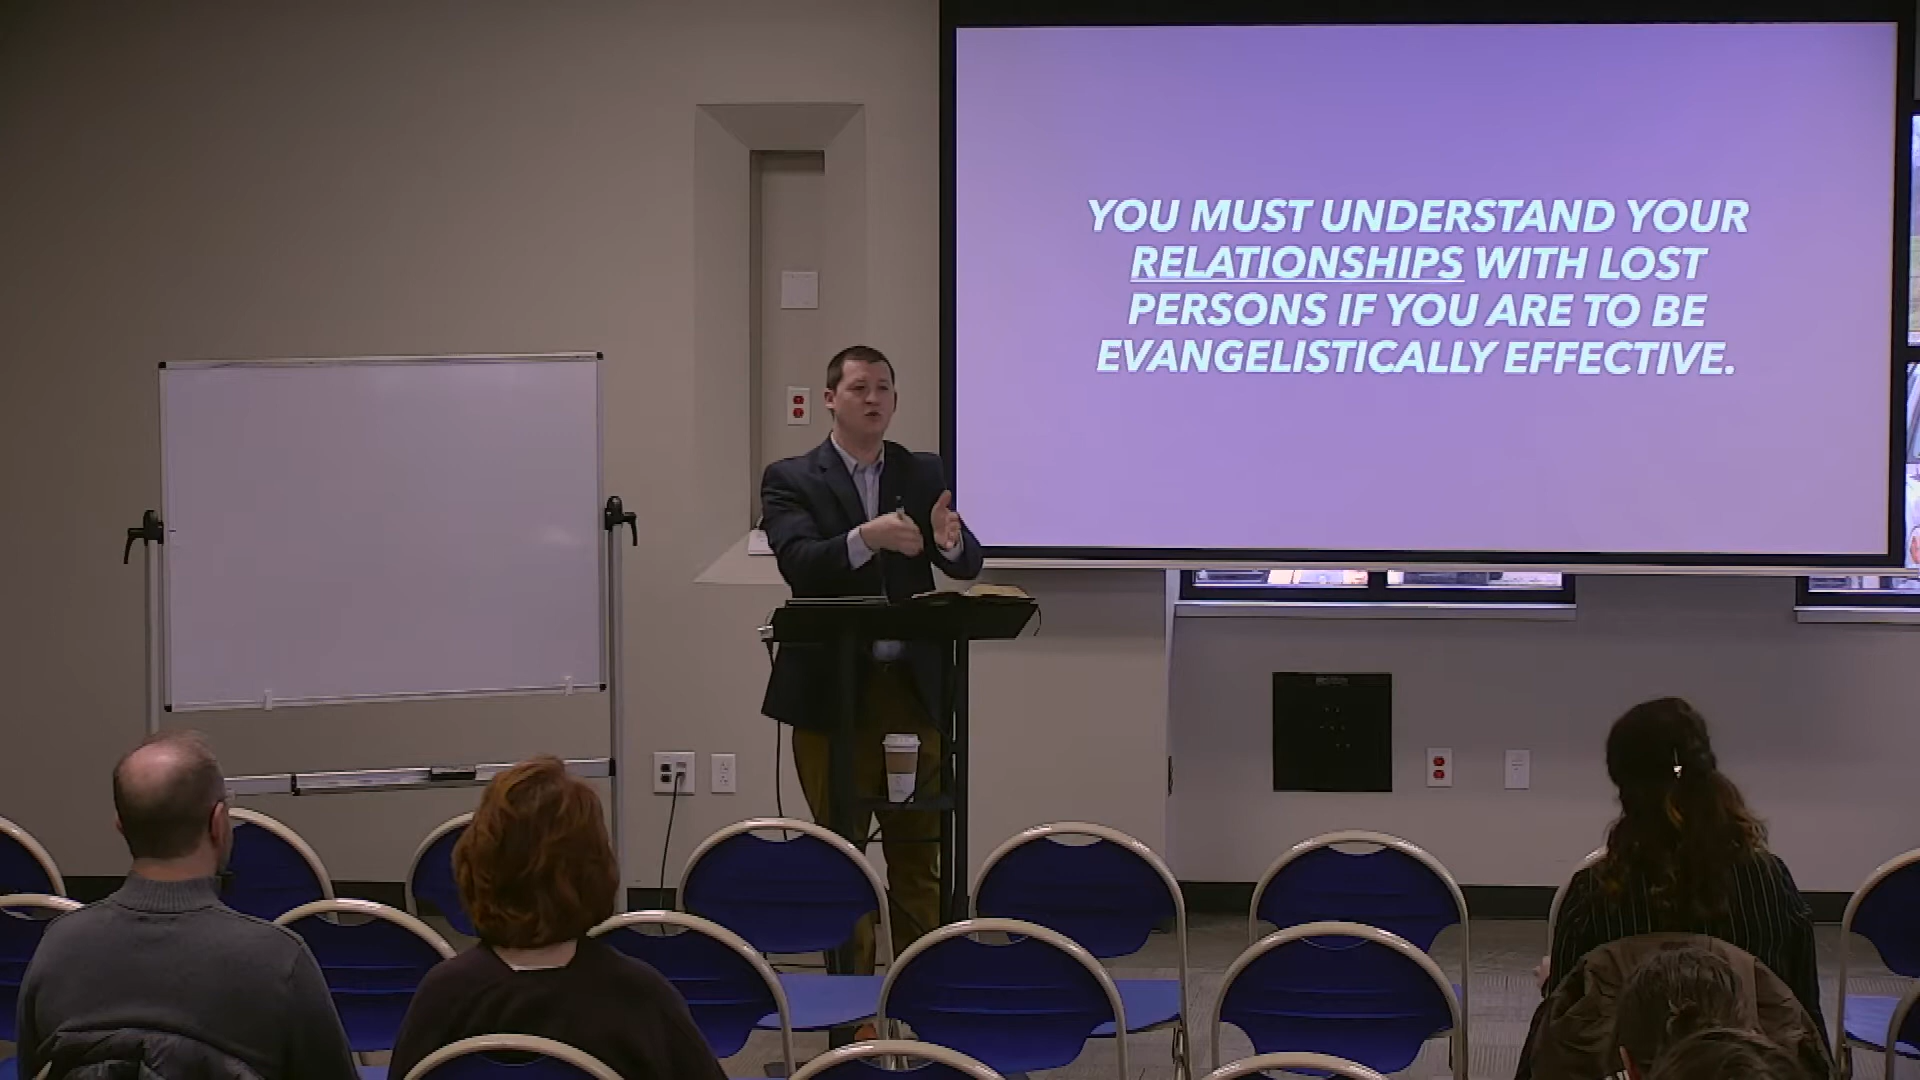 YOU MUST UNDERSTAND YOUR
RELATIONSHIPS WITH LOST
PERSONS IF YOU ARE TO BE
EVANGELISTICALLY EFFECTIVE.